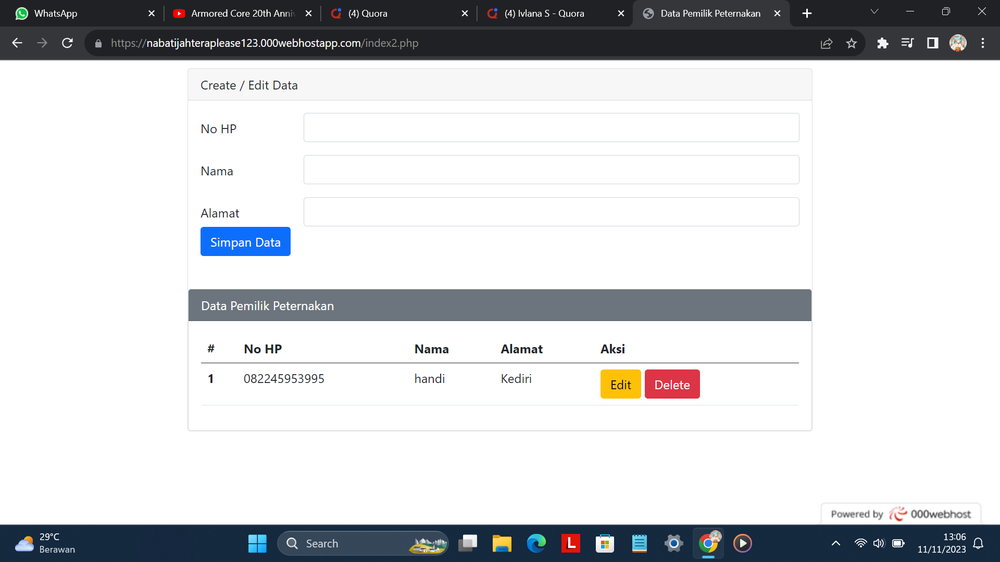 WhatsApp
Armored Core 20th Anni
(4) Quora
(4) Ivlana S - Quora
Data Pemilik Peternakan
https://nabatijahteraplease123.000webhostapp.com/index2.php
Create / Edit Data
No HP
Nama
Alamat
Simpan Data
Data Pemilik Peternakan
# No HP Nama Alamat Aksi
1 082245953995 handi Kediri Edit Delete
Powered by 000webhost
29°C
Berawan
Search
L
13:06
11/11/2023